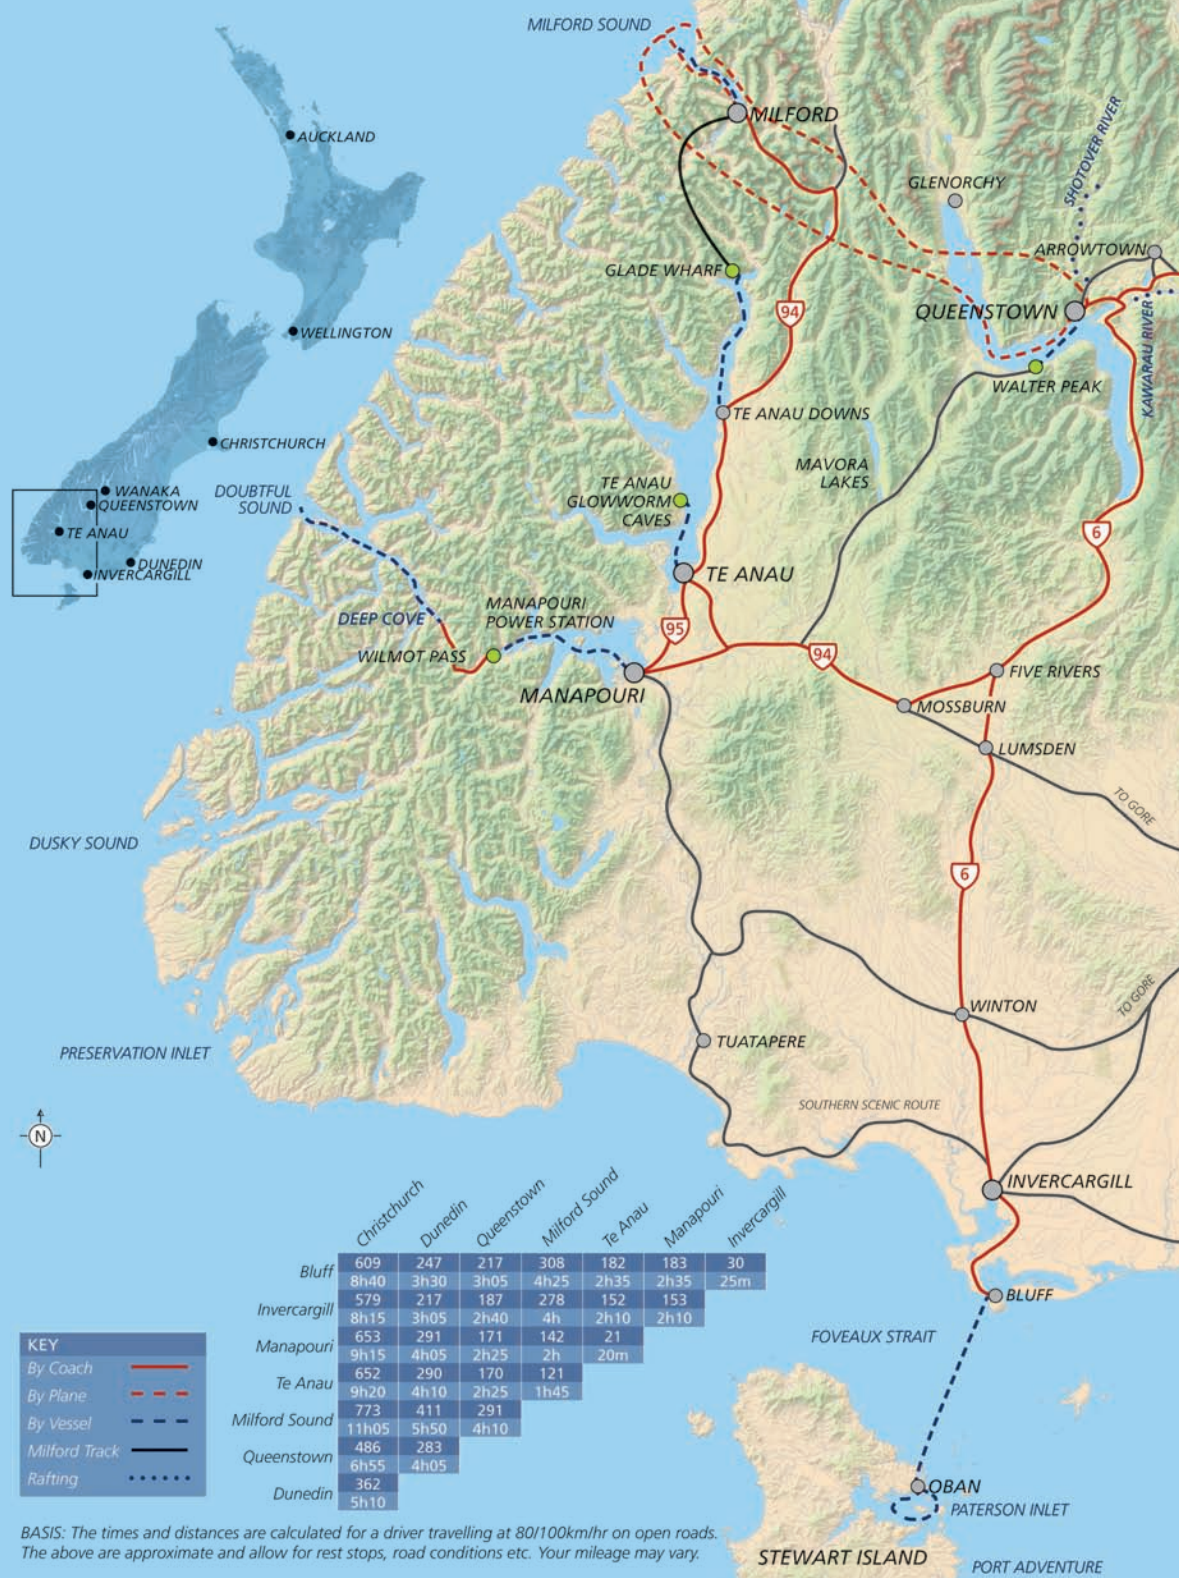 MILFORD SOUND
MILFORD
AUCKLAND
SHOTOVER RIVER
GLENORCHY
ARROWTOWN
GLADE WHARF
94
QUEENSTOWN
WELLINGTON
KAWARAU RIVER
WALTER PEAK
TE ANAU DOWNS
CHRISTCHURCH
MAVORA
LAKES
TE ANAU
GLOWWORM
CAVES
WANAKA
QUEENSTOWN
DOUBTFUL
SOUND
TE ANAU
6
DUNEDIN
INVERCARGILL
TE ANAU
MANAPOURI
POWER STATION
DEEP COVE
95
WILMOT PASS
94
FIVE RIVERS
MANAPOURI
MOSSBURN
LUMSDEN
TO GORE
DUSKY SOUND
6
TO GORE
WINTON
TUATAPERE
PRESERVATION INLET
SOUTHERN SCENIC ROUTE
N
INVERCARGILL
Christchurch Dunedin Queenstown Milford Sound Te Anau Manapouri Invercargill
Bluff 609 247 217 308 182 183 30
8h40 3h30 3h05 4h25 2h35 2h35 25m
Invercargill 579 217 187 278 152 153
8h15 3h05 2h40 4h 2h10 2h10
Manapouri 653 291 171 142 21
9h15 4h05 2h25 2h 20m
Te Anau 652 290 170 121
9h20 4h10 2h25 1h45
Milford Sound 773 411 291
11h05 5h50 4h10
Queenstown 486 283
6h55 4h05
Dunedin 362
5h10
BLUFF
FOVEAUX STRAIT
KEY
By Coach
By Plane
By Vessel
Milford Track
Rafting
OBAN
PATERSON INLET
STEWART ISLAND
PORT ADVENTURE
BASIS: The times and distances are calculated for a driver travelling at 80/100km/hr on open roads.
The above are approximate and allow for rest stops, road conditions etc. Your mileage may vary.